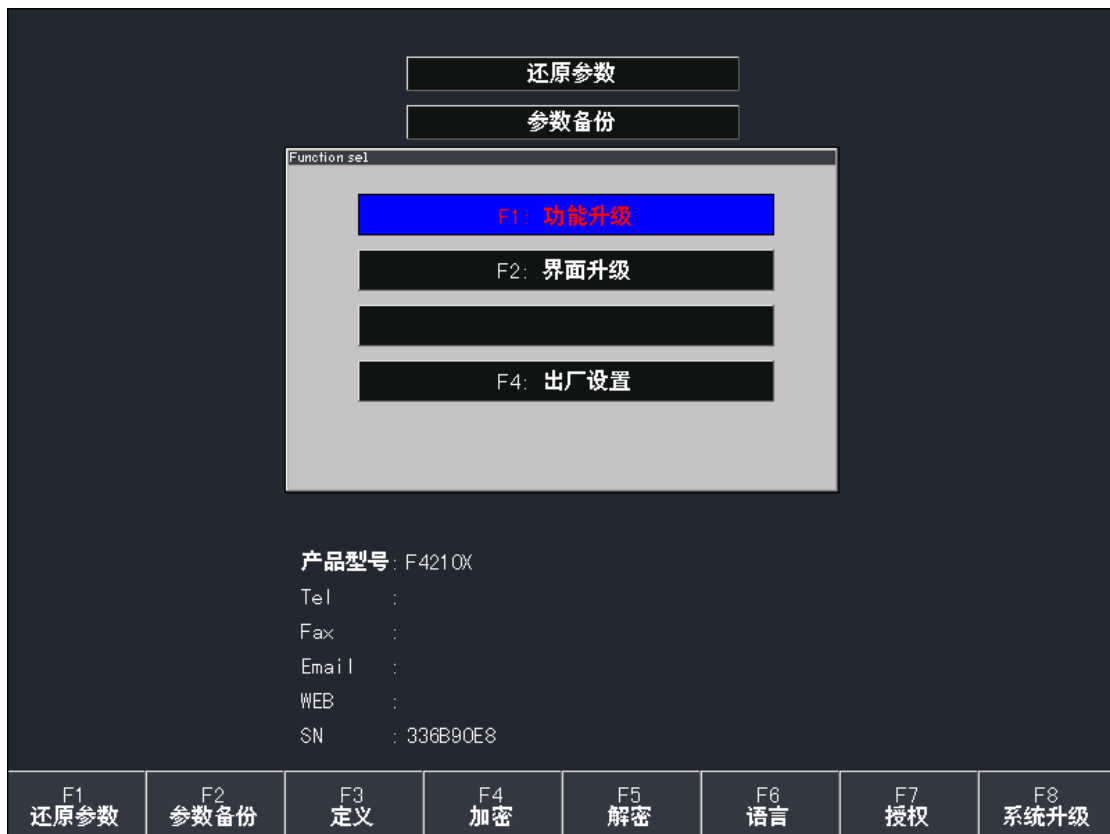 还原参数
参数备份
Function sel
F1: 功能升级
F2: 界面升级
F4: 出厂设置
产品型号: F4210X
Tel :
Fax :
Email :
WEB :
SN : 336B90E8
F1 F2 F3 F4 F5 F6 F7 F8
还原参数 参数备份 定义 加密 解密 语言 授权 系统升级